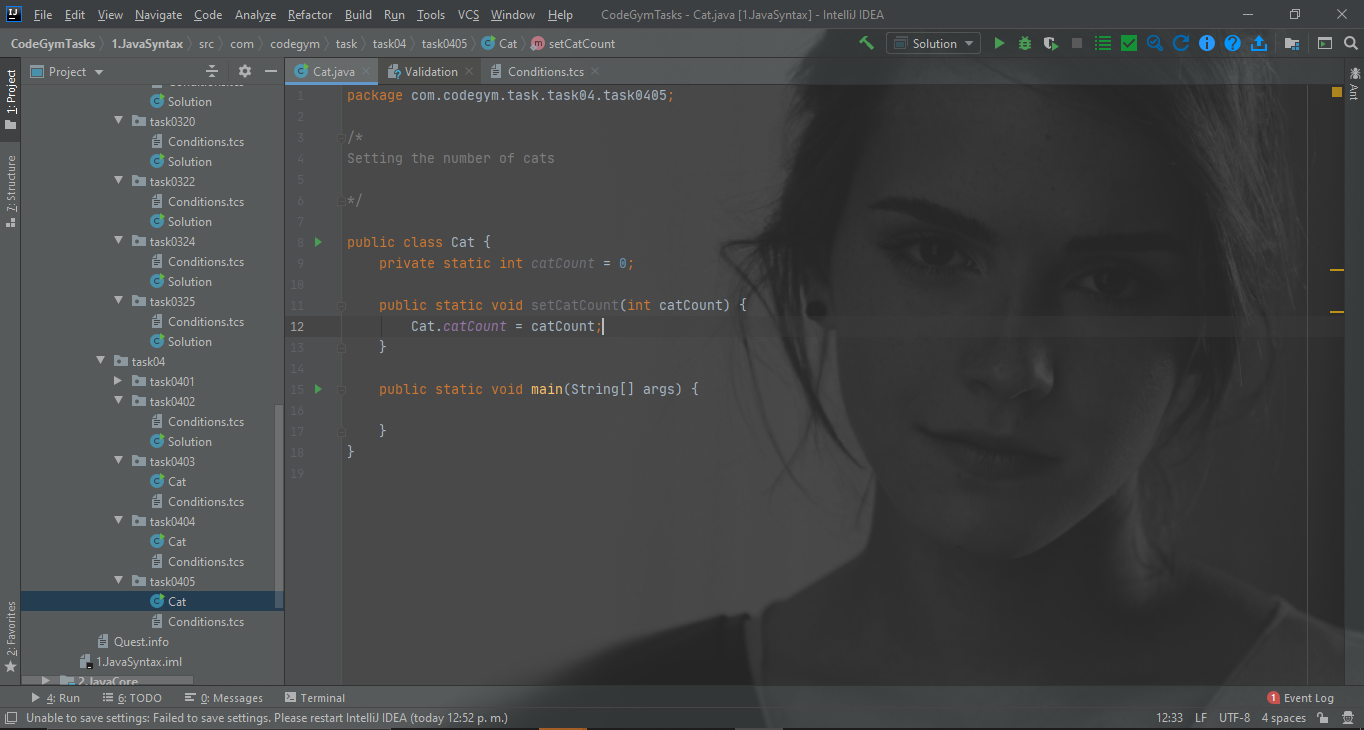 File Edit View Navigate Code Analyze Refactor Build Run Tools VCS Window Help CodeGymTasks - Cat.java [1.JavaSyntax] - IntelliJ IDEA
CodeGymTasks 1.JavaSyntax src com codegym task task04 task0405 Cat setCatCount Solution
Project
Cat.java Validation Conditions.tcs
1: Project
7: Structure
2: Favorites
Ant
Solution
task0320
Conditions.tcs
Solution
task0322
Conditions.tcs
Solution
task0324
Conditions.tcs
Solution
task0325
Conditions.tcs
Solution
task04
task0401
task0402
Conditions.tcs
Solution
task0403
Cat
Conditions.tcs
task0404
Cat
Conditions.tcs
task0405
Cat
Conditions.tcs
Quest.info
1.JavaSyntax.iml
2.JavaCore
1 package com.codegym.task.task04.task0405;
2
3 /*
4 Setting the number of cats
5
6 */
7
8 public class Cat {
9 private static int catCount = 0;
10
11 public static void setCatCount(int catCount) {
12 Cat.catCount = catCount;
13 }
14
15 public static void main(String[] args) {
16
17 }
18 }
19
4: Run 6: TODO 0: Messages Terminal 1 Event Log
Unable to save settings: Failed to save settings. Please restart IntelliJ IDEA (today 12:52 p. m.) 12:33 LF UTF-8 4 spaces